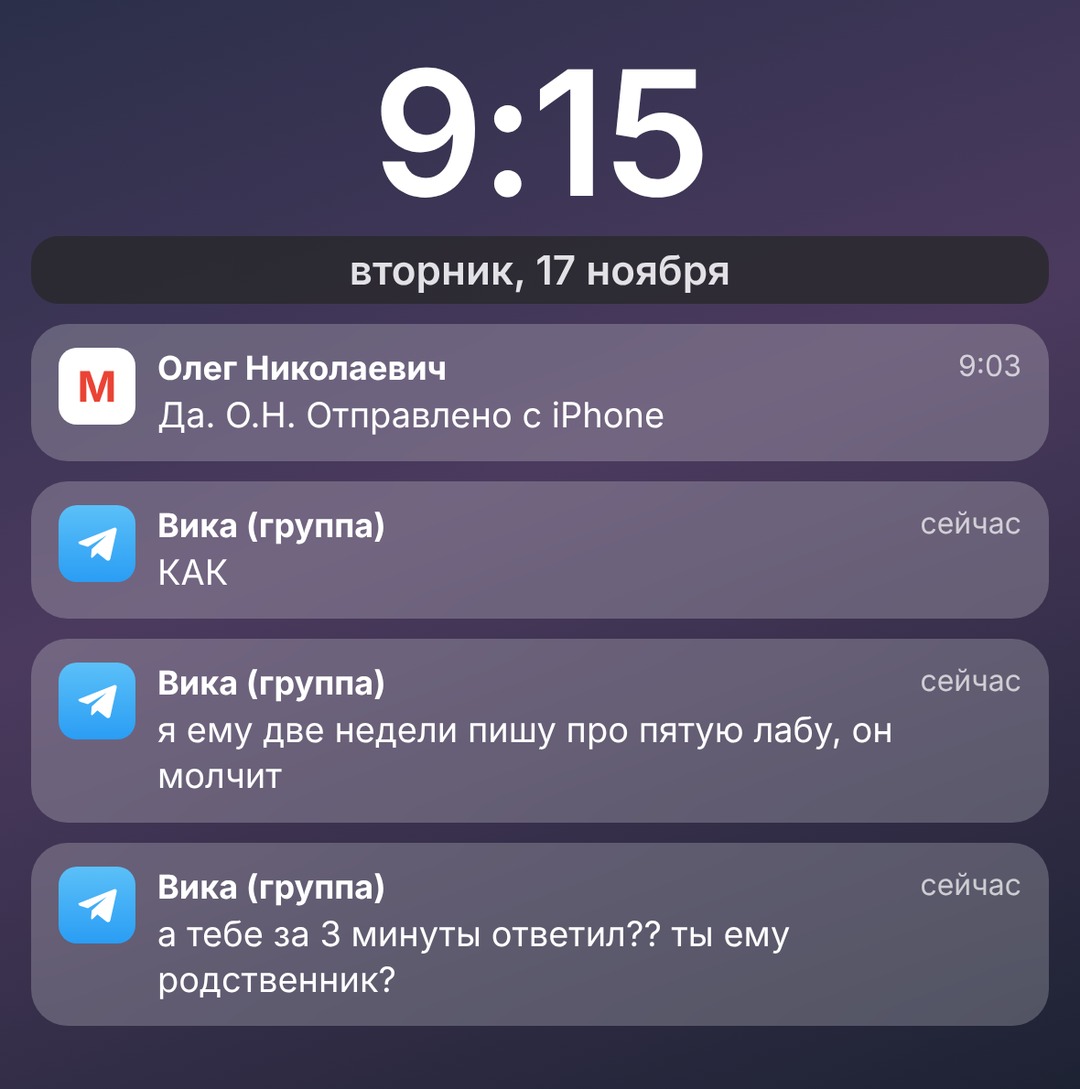 9:15
вторник, 17 ноября
M
Олег Николаевич
9:03
Да. О.Н. Отправлено с iPhone
Вика (группа)
сейчас
КАК
Вика (группа)
сейчас
я ему две недели пишу про пятую лабу, он
молчит
Вика (группа)
сейчас
а тебе за 3 минуты ответил?? ты ему
родственник?